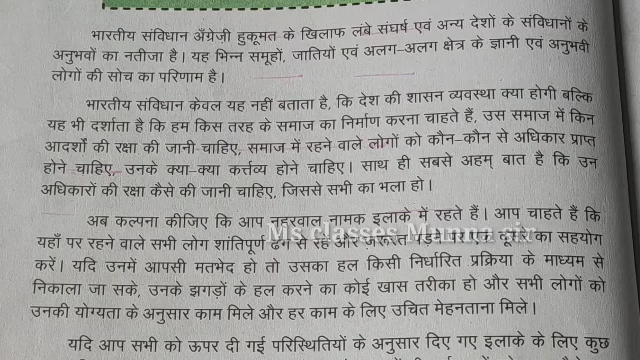 भारतीय संविधान अँग्रेज़ी हुकूमत के खिलाफ लंबे संघर्ष एवं अन्य देशों के संविधानों के
अनुभवों का नतीजा है। यह भिन्न समूहों, जातियों एवं अलग-अलग क्षेत्र के ज्ञानी एवं अनुभवी
लोगों की सोच का परिणाम है।
भारतीय संविधान केवल यह नहीं बताता है, कि देश की शासन व्यवस्था क्या होगी बल्कि
यह भी दर्शाता है कि हम किस तरह के समाज का निर्माण करना चाहते हैं, उस समाज में किन
आदर्शों की रक्षा की जानी चाहिए, समाज में रहने वाले लोगों को कौन-कौन से अधिकार प्राप्त
होने चाहिए, उनके क्या-क्या कर्त्तव्य होने चाहिए। साथ ही सबसे अहम् बात है कि उन
अधिकारों की रक्षा कैसे की जानी चाहिए, जिससे सभी का भला हो।
अब कल्पना कीजिए कि आप नहरवाल नामक इलाके में रहते हैं। आप चाहते हैं कि
Ms classes Manna sir
यहाँ पर रहने वाले सभी लोग शांतिपूर्ण ढंग से रहें और ज़रूरत पड़ने पर एक दूसरे का सहयोग
करें। यदि उनमें आपसी मतभेद हो तो उसका हल किसी निर्धारित प्रक्रिया के माध्यम से
निकाला जा सके, उनके झगड़ों के हल करने का कोई खास तरीका हो और सभी लोगों को
उनकी योग्यता के अनुसार काम मिले और हर काम के लिए उचित मेहनताना मिले।
यदि आप सभी को ऊपर दी गई परिस्थितियों के अनुसार दिए गए इलाके के लिए कुछ